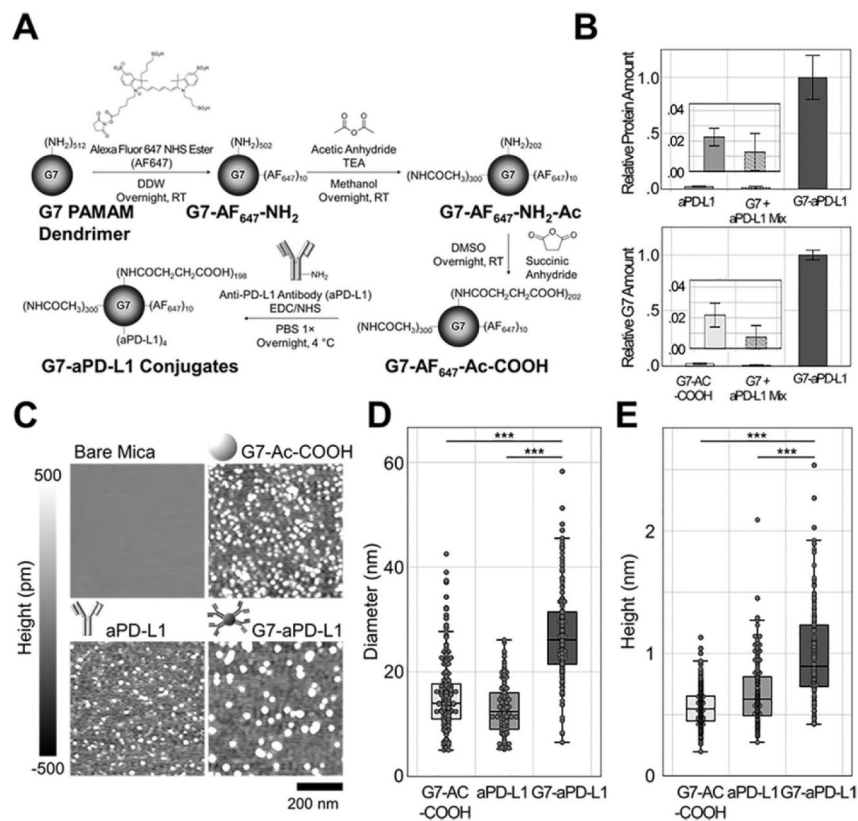 A
SO₃H
SO₃H
(NH₂)₅₁₂
G7
G7 PAMAM
Dendrimer
Alexa Fluor 647 NHS Ester
(AF647)
DDW
Overnight, RT
(NH₂)₅₀₂
G7
(AF₆₄₇)₁₀
G7-AF₆₄₇-NH₂
Acetic Anhydride
TEA
Methanol
Overnight, RT
(NH₂)₂₀₂
(NHCOCH₃)₃₀₀
G7
(AF₆₄₇)₁₀
G7-AF₆₄₇-NH₂-Ac
DMSO
Overnight, RT
Succinic
Anhydride
(NHCOCH₂CH₂COOH)₂₀₂
(NHCOCH₃)₃₀₀
G7
(AF₆₄₇)₁₀
G7-AF₆₄₇-Ac-COOH
NH₂
Anti-PD-L1 Antibody (aPD-L1)
EDC/NHS
PBS 1×
Overnight, 4 °C
(NHCOCH₂CH₂COOH)₁₉₈
(NHCOCH₃)₃₀₀
G7
(AF₆₄₇)₁₀
(aPD-L1)₄
G7-aPD-L1 Conjugates
B
Relative Protein Amount
1.0
.5
.0
.04
.02
.00
aPD-L1
G7 +
aPD-L1 Mix
G7-aPD-L1
Relative G7 Amount
1.0
.5
.0
.04
.02
.00
G7-AC
-COOH
G7 +
aPD-L1 Mix
G7-aPD-L1
C
Height (pm)
500
-500
Bare Mica
G7-Ac-COOH
aPD-L1
G7-aPD-L1
200 nm
D
Diameter (nm)
60
40
20
0
***
***
G7-AC
-COOH
aPD-L1
G7-aPD-L1
E
Height (nm)
2
1
0
***
***
G7-AC
-COOH
aPD-L1
G7-aPD-L1